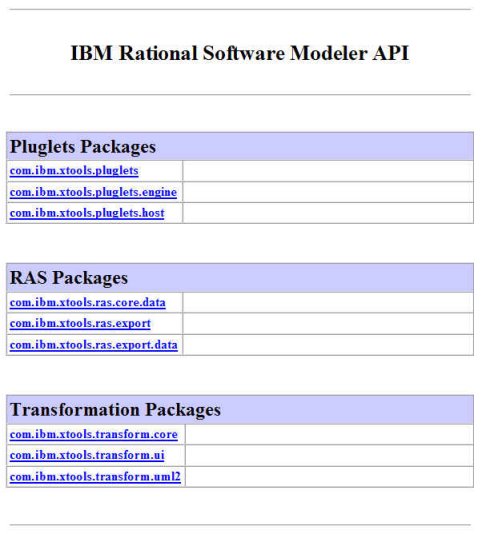 IBM Rational Software Modeler API
Pluglets Packages
com.ibm.xtools.pluglets
com.ibm.xtools.pluglets.engine
com.ibm.xtools.pluglets.host
RAS Packages
com.ibm.xtools.ras.core.data
com.ibm.xtools.ras.export
com.ibm.xtools.ras.export.data
Transformation Packages
com.ibm.xtools.transform.core
com.ibm.xtools.transform.ui
com.ibm.xtools.transform.uml2